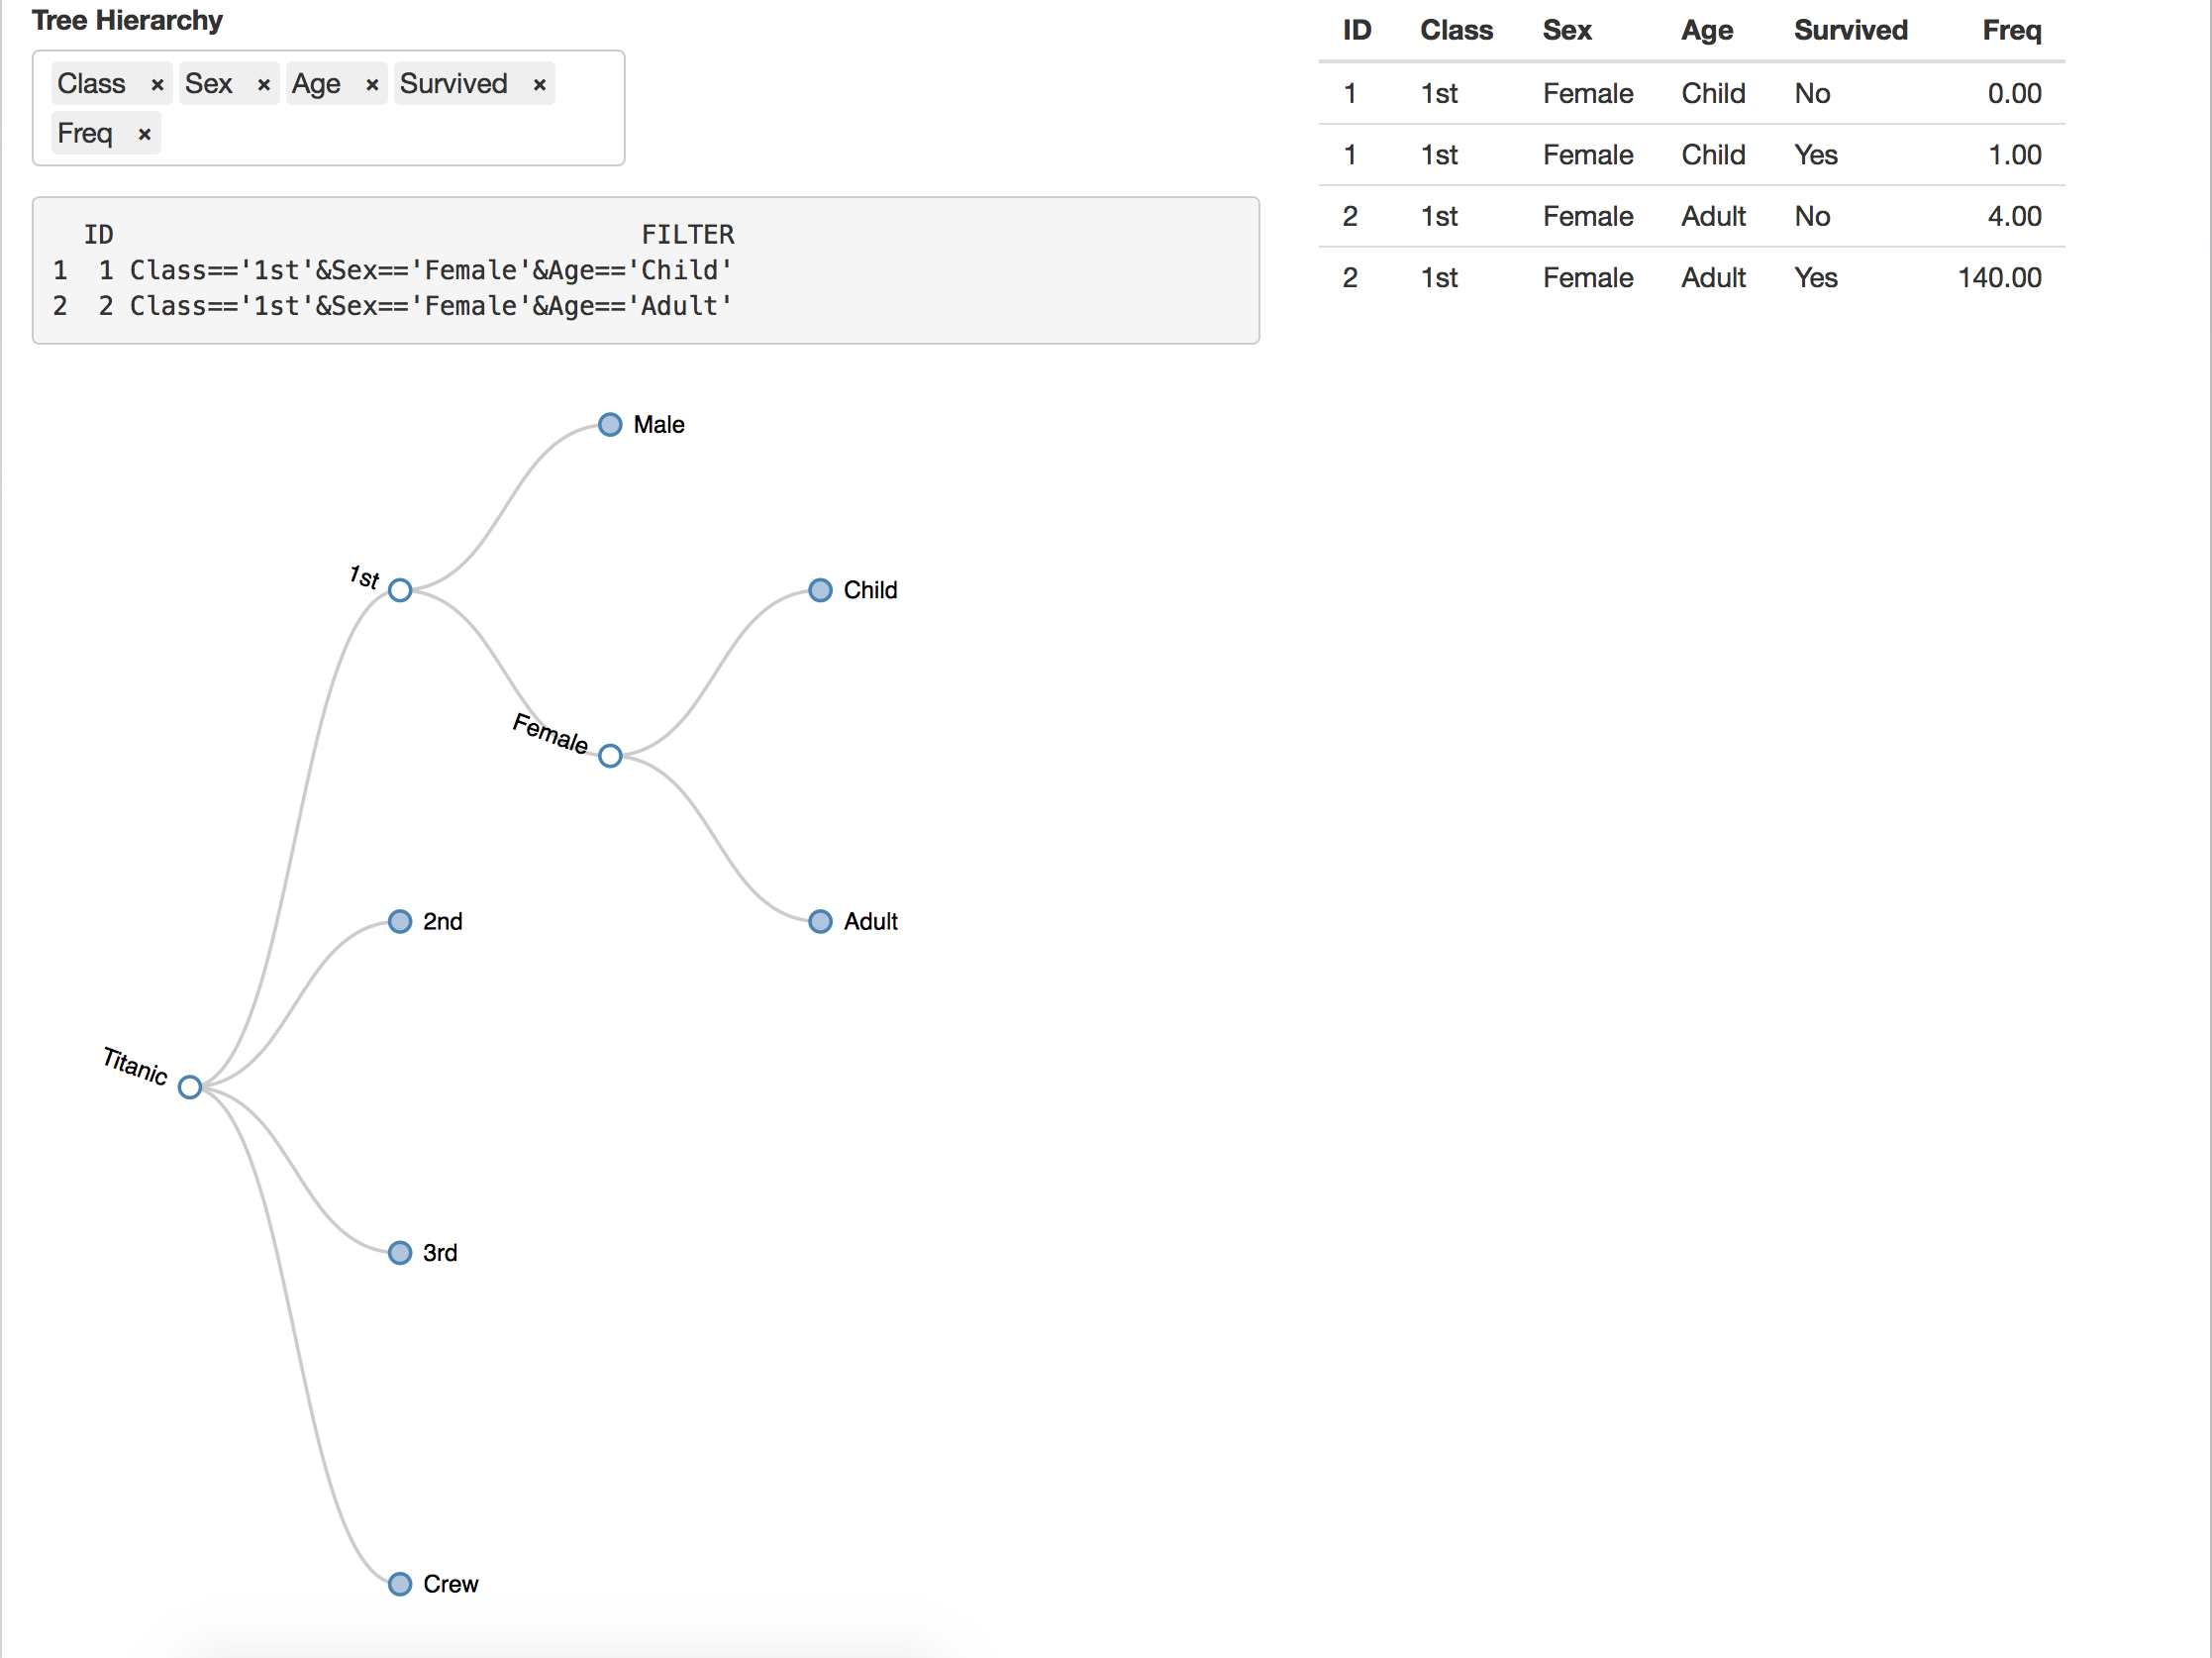 Tree Hierarchy
Class × Sex × Age × Survived ×
Freq ×
ID FILTER
1 1 Class=='1st'&Sex=='Female'&Age=='Child'
2 2 Class=='1st'&Sex=='Female'&Age=='Adult'
ID Class Sex Age Survived Freq
1 1st Female Child No 0.00
1 1st Female Child Yes 1.00
2 1st Female Adult No 4.00
2 1st Female Adult Yes 140.00
Male
1st
Child
Female
2nd
Adult
Titanic
3rd
Crew